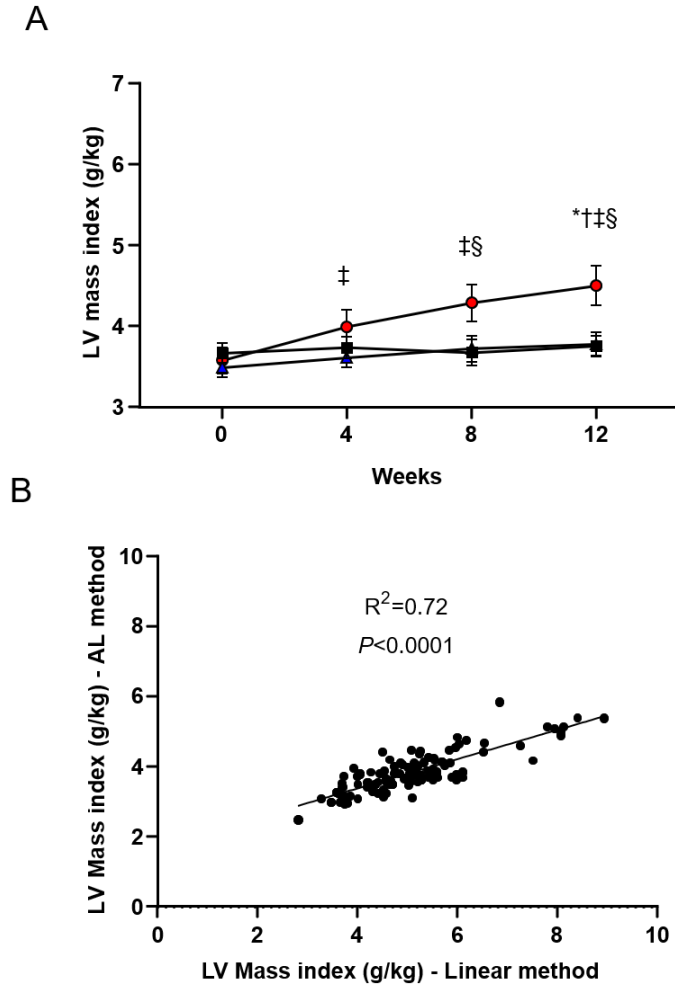 A
LV mass index (g/kg)
7
6
5
4
3
‡
‡§
*†‡§
0 4 8 12
Weeks
B
LV Mass index (g/kg) - AL method
10
8
6
4
2
0
R²=0.72
P<0.0001
0 2 4 6 8 10
LV Mass index (g/kg) - Linear method